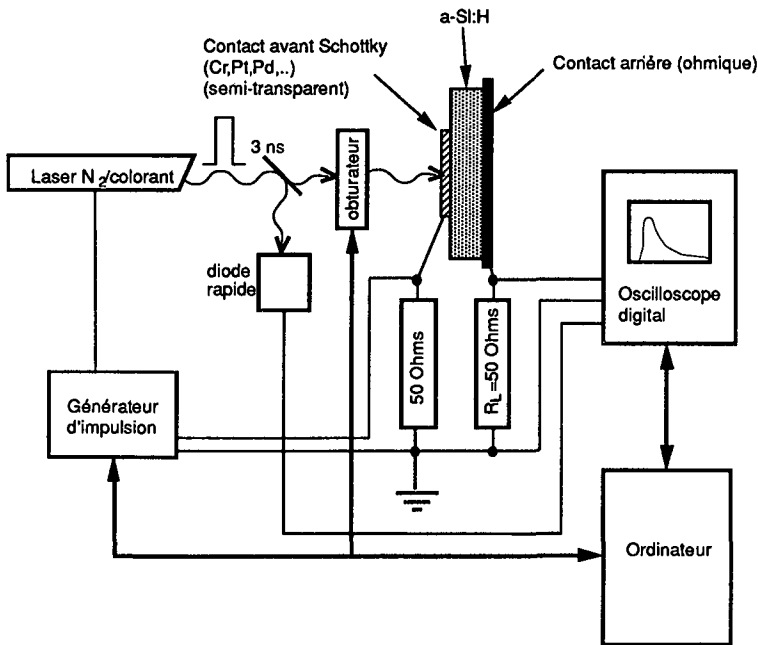 a-SI:H
Contact avant Schottky
(Cr,Pt,Pd,..)
(semi-transparent)
Contact arrière (ohmique)
3 ns
Laser N2/colorant
obturateur
diode
rapide
Oscilloscope
digital
50 Ohms
RL=50 Ohms
Générateur
d'impulsion
Ordinateur